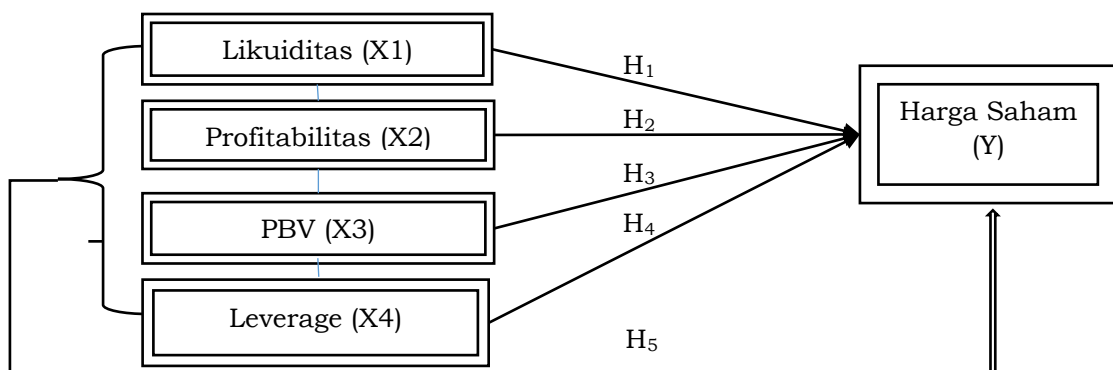 Likuiditas (X1)
H₁
Profitabilitas (X2)
H₂
Harga Saham
(Y)
PBV (X3)
H₃
H₄
Leverage (X4)
H₅